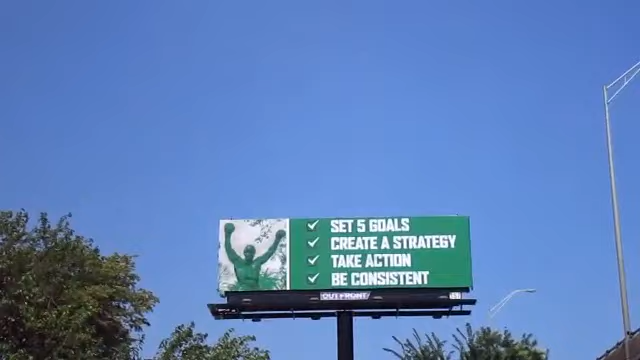 SET 5 GOALS
CREATE A STRATEGY
TAKE ACTION
BE CONSISTENT
OUTFRONT